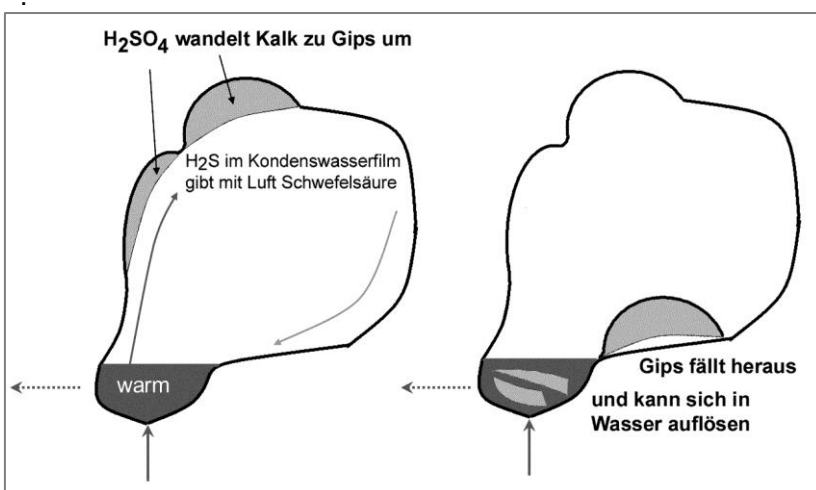 H2SO4 wandelt Kalk zu Gips um
H2S im Kondenswasserfilm
gibt mit Luft Schwefelsäure
warm
Gips fällt heraus
und kann sich in
Wasser auflösen